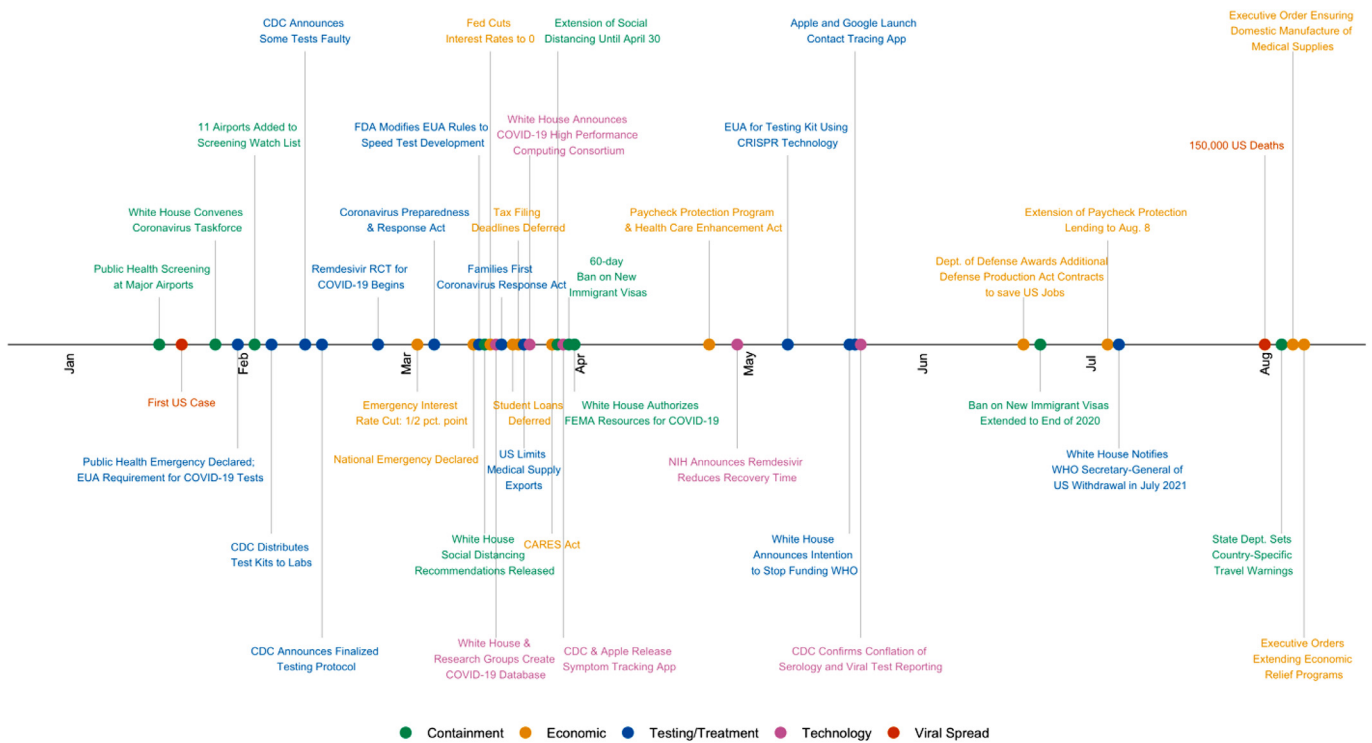 CDC Announces
Some Tests Faulty
Fed Cuts
Interest Rates to 0
Extension of Social
Distancing Until April 30
Apple and Google Launch
Contact Tracing App
Executive Order Ensuring
Domestic Manufacture of
Medical Supplies
11 Airports Added to
Screening Watch List
FDA Modifies EUA Rules to
Speed Test Development
White House Announces
COVID-19 High Performance
Computing Consortium
EUA for Testing Kit Using
CRISPR Technology
150,000 US Deaths
White House Convenes
Coronavirus Taskforce
Coronavirus Preparedness
& Response Act
Tax Filing
Deadlines Deferred
Paycheck Protection Program
& Health Care Enhancement Act
Extension of Paycheck Protection
Lending to Aug. 8
Public Health Screening
at Major Airports
Remdesivir RCT for
COVID-19 Begins
Families First
Coronavirus Response Act
60-day
Ban on New
Immigrant Visas
Dept. of Defense Awards Additional
Defense Production Act Contracts
to save US Jobs
Jan
Feb
Mar
Apr
May
Jun
Jul
Aug
First US Case
Emergency Interest
Rate Cut: 1/2 pct. point
Student Loans
Deferred
White House Authorizes
FEMA Resources for COVID-19
Ban on New Immigrant Visas
Extended to End of 2020
Public Health Emergency Declared;
EUA Requirement for COVID-19 Tests
National Emergency Declared
US Limits
Medical Supply
Exports
NIH Announces Remdesivir
Reduces Recovery Time
White House Notifies
WHO Secretary-General of
US Withdrawal in July 2021
CDC Distributes
Test Kits to Labs
White House
Social Distancing
Recommendations Released
CARES Act
White House
Announces Intention
to Stop Funding WHO
State Dept. Sets
Country-Specific
Travel Warnings
CDC Announces Finalized
Testing Protocol
White House &
Research Groups Create
COVID-19 Database
CDC & Apple Release
Symptom Tracking App
CDC Confirms Conflation of
Serology and Viral Test Reporting
Executive Orders
Extending Economic
Relief Programs
Containment
Economic
Testing/Treatment
Technology
Viral Spread